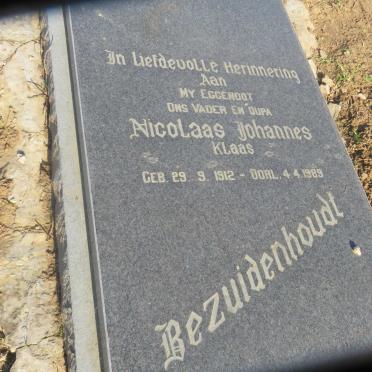 In Liefdevolle Herinnering
Aan
My Eggenoot
Ons Vader en Oupa
Nicolaas Johannes
Klaas
Geb. 29. 9. 1912 - Oorl. 4.4.1989
Bezuidenhoudt